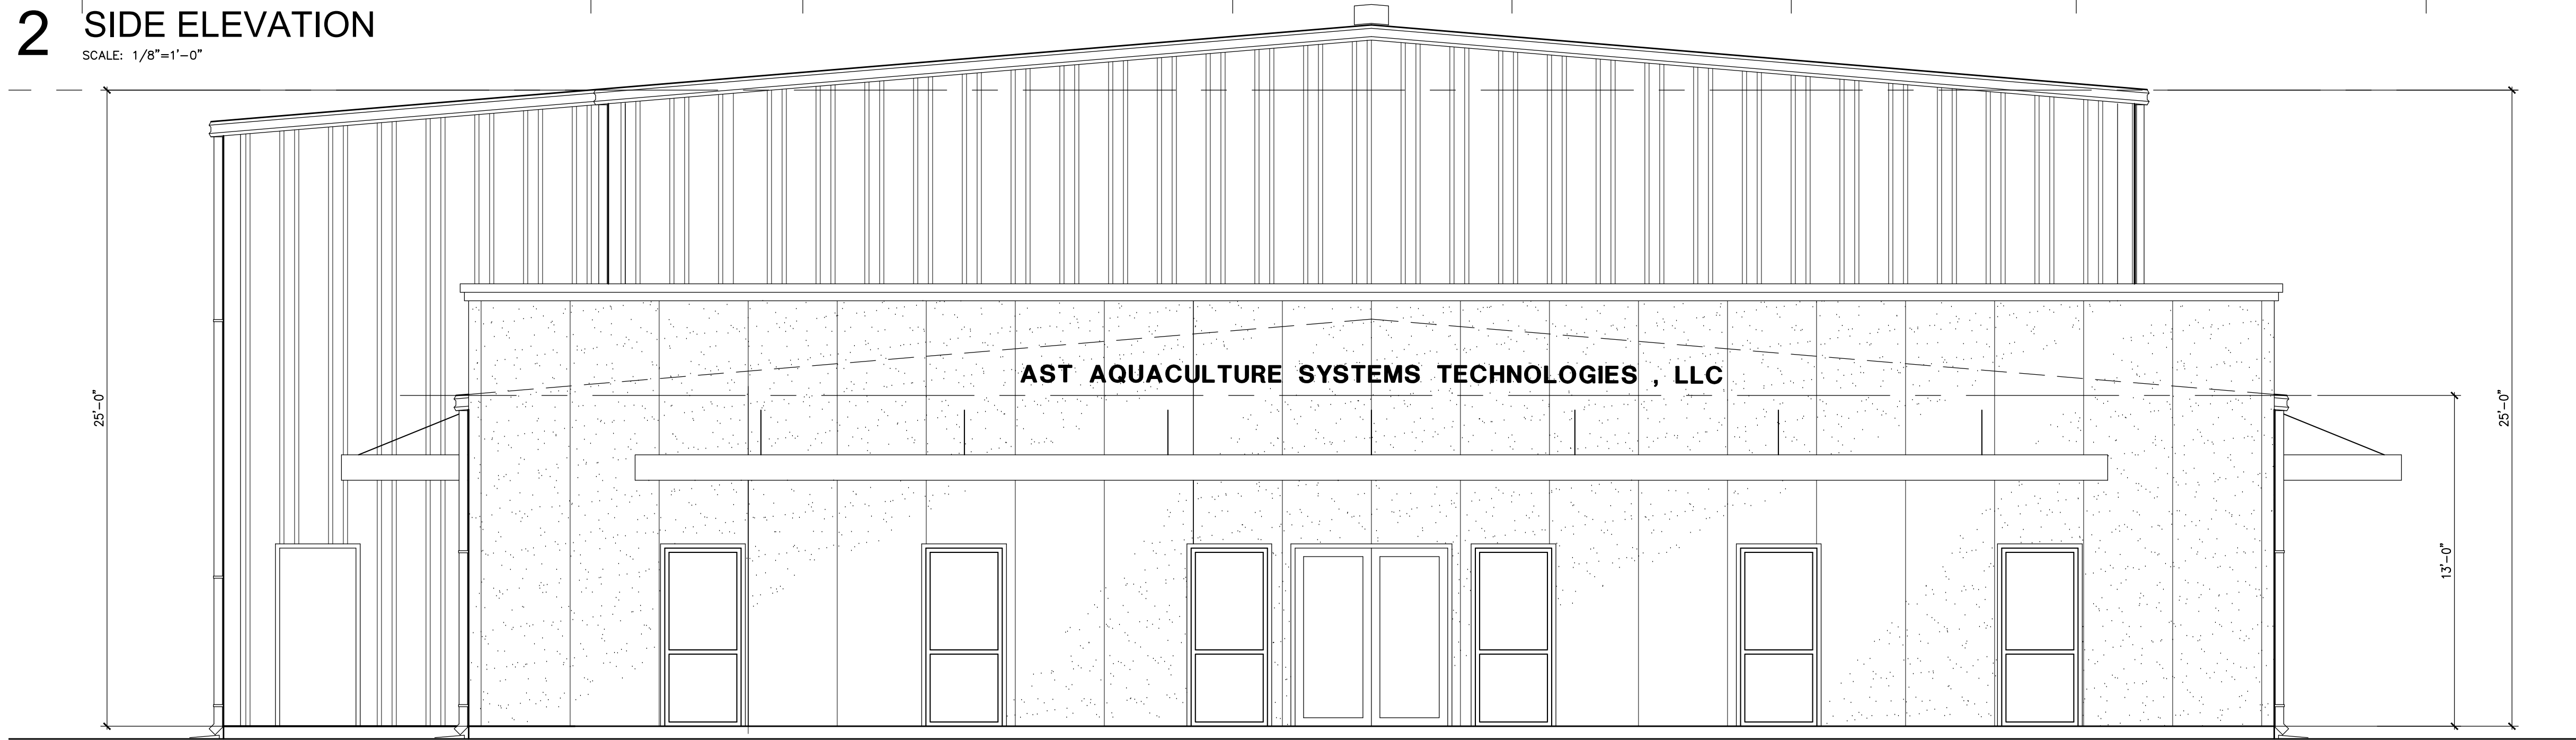 2 SIDE ELEVATION
SCALE: 1/8"=1'-0"
25'-0"
AST AQUACULTURE SYSTEMS TECHNOLOGIES , LLC
13'-0"
25'-0"